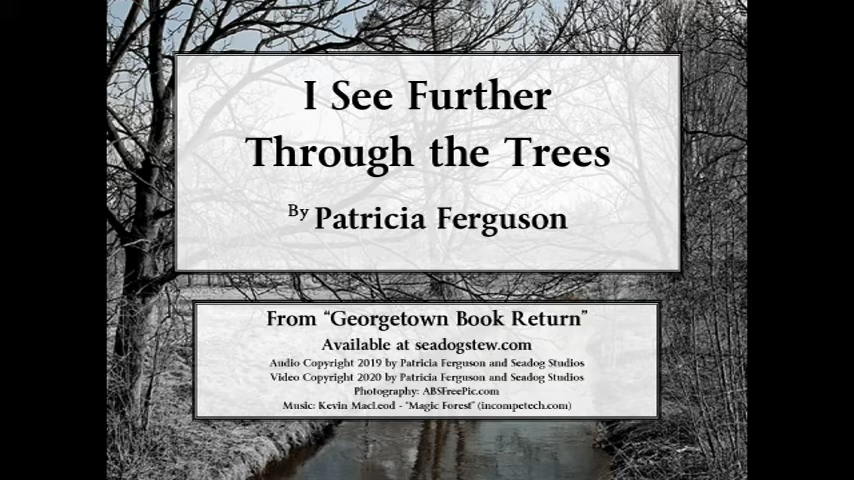 I See Further
Through the Trees
By Patricia Ferguson
From “Georgetown Book Return”
Available at seadogstew.com
Audio Copyright 2019 by Patricia Ferguson and Seadog Studios
Video Copyright 2020 by Patricia Ferguson and Seadog Studios
Photography: ABSFreePic.com
Music: Kevin MacLeod - "Magic Forest" (incompetech.com)